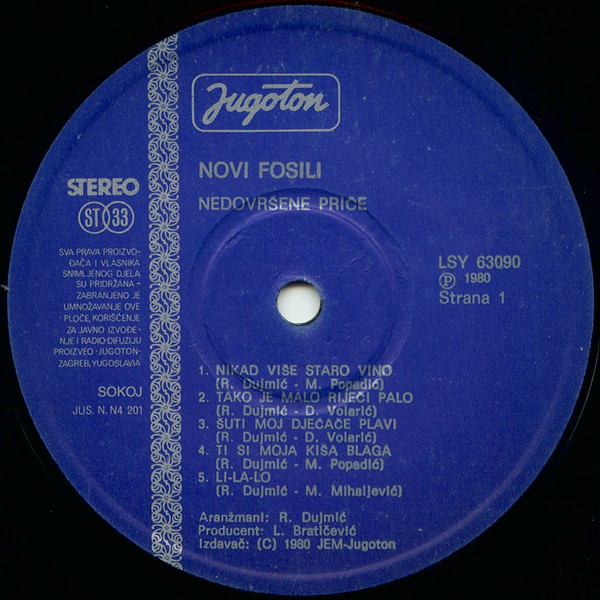 Jugoton
NOVI FOSILI
NEDOVRŠENE PRIČE
STEREO
ST 33
SVA PRAVA PROIZVO-
ĐAČA I VLASNIKA
SNIMLJENOG DJELA
SU PRIDRŽANA -
ZABRANJENO JE
UMNOŽAVANJE OVE
PLOČE, KORIŠĆENJE
ZA JAVNO IZVOĐE-
NJE I RADIO-DIFUZIJU
PROIZVEO-JUGOTON-
ZAGREB, YUGOSLAVIA
SOKOJ
JUS. N. N4 201
LSY 63090
Ⓟ 1980
Strana 1
1. NIKAD VIŠE STARO VINO
(R. Dujmić - M. Popadić)
2. TAKO JE MALO RIJEČI PALO
(R. Dujmić - D. Volarić)
3. ŠUTI MOJ DJEČAČE PLAVI
(R. Dujmić - D. Volarić)
4. TI SI MOJA KIŠA BLAGA
(R. Dujmić - M. Popadić)
5. LI-LA-LO
(R. Dujmić - M. Mihaljević)
Aranžmani: R. Dujmić
Producent: L. Bratičević
Izdavač: (C) 1980 JEM-Jugoton